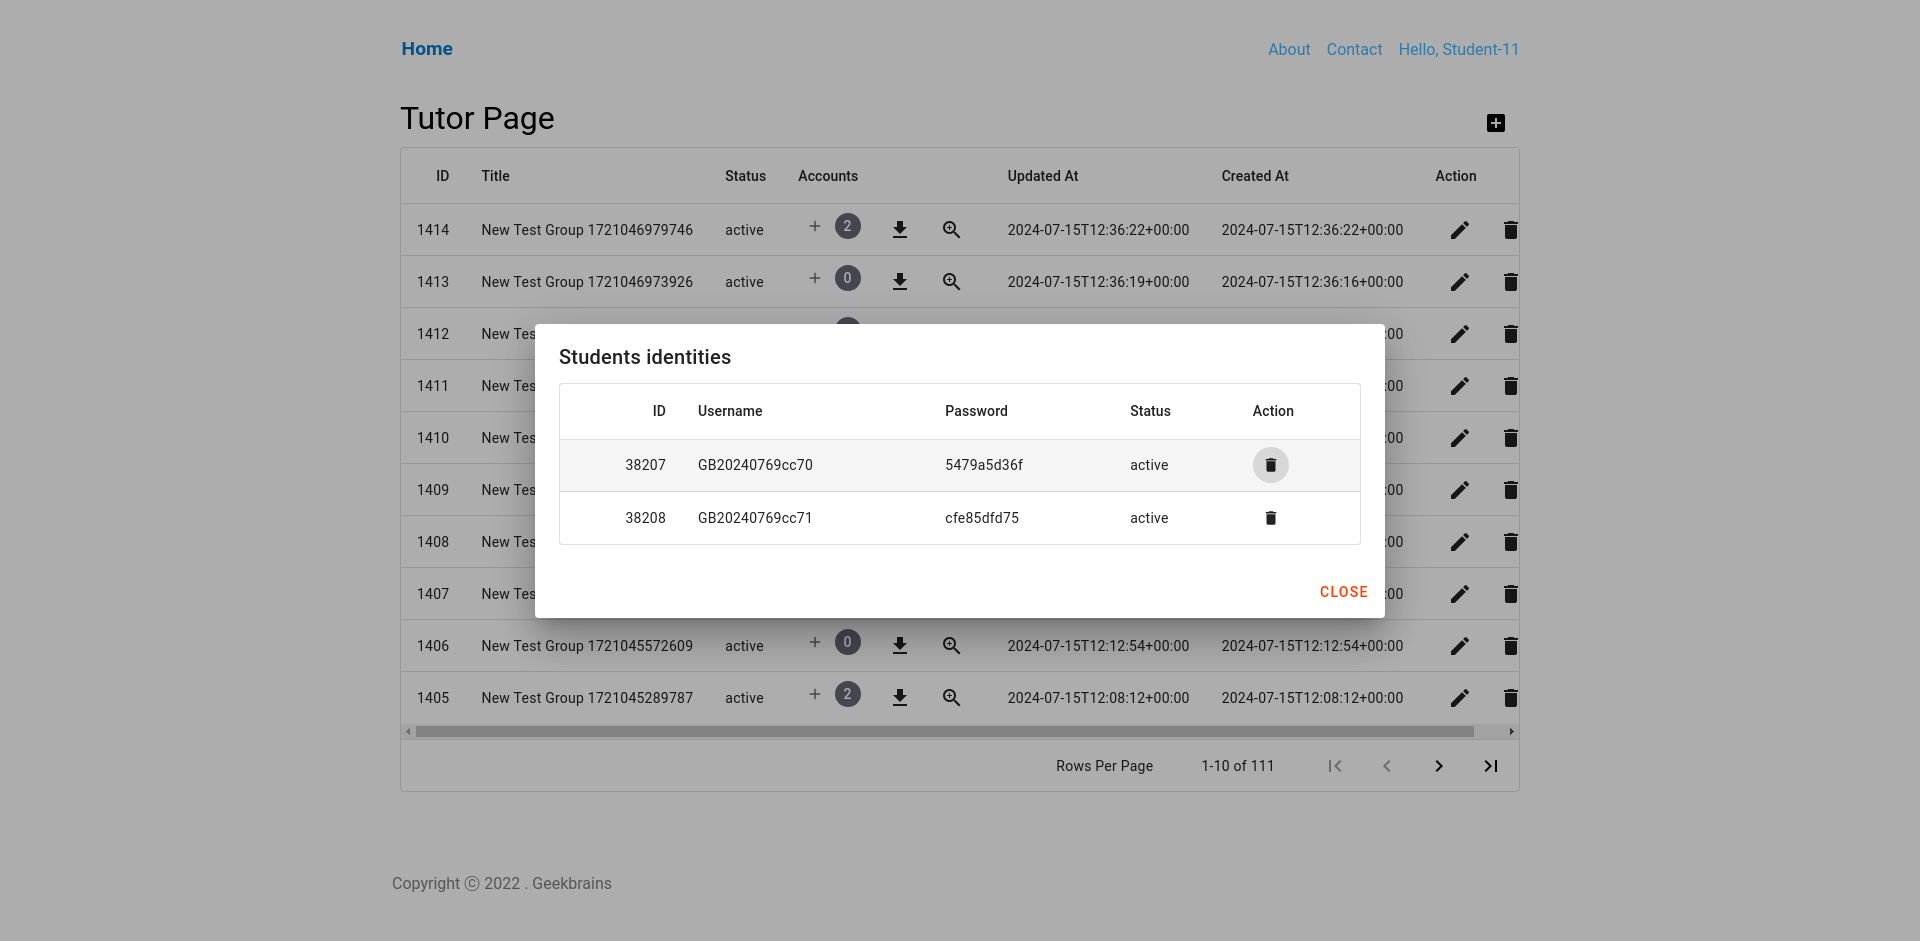 Home About Contact Hello, Student-11
Tutor Page
ID Title Status Accounts Updated At Created At Action
1414 New Test Group 1721046979746 active + 2 2024-07-15T12:36:22+00:00 2024-07-15T12:36:22+00:00
1413 New Test Group 1721046973926 active + 0 2024-07-15T12:36:19+00:00 2024-07-15T12:36:16+00:00
1412 New Tes :00
1411 New Tes :00
1410 New Tes :00
1409 New Tes :00
1408 New Tes :00
1407 New Tes :00
1406 New Test Group 1721045572609 active + 0 2024-07-15T12:12:54+00:00 2024-07-15T12:12:54+00:00
1405 New Test Group 1721045289787 active + 2 2024-07-15T12:08:12+00:00 2024-07-15T12:08:12+00:00
Rows Per Page 1-10 of 111
Students identities
ID Username Password Status Action
38207 GB20240769cc70 5479a5d36f active
38208 GB20240769cc71 cfe85dfd75 active
CLOSE
Copyright ⓒ 2022 . Geekbrains